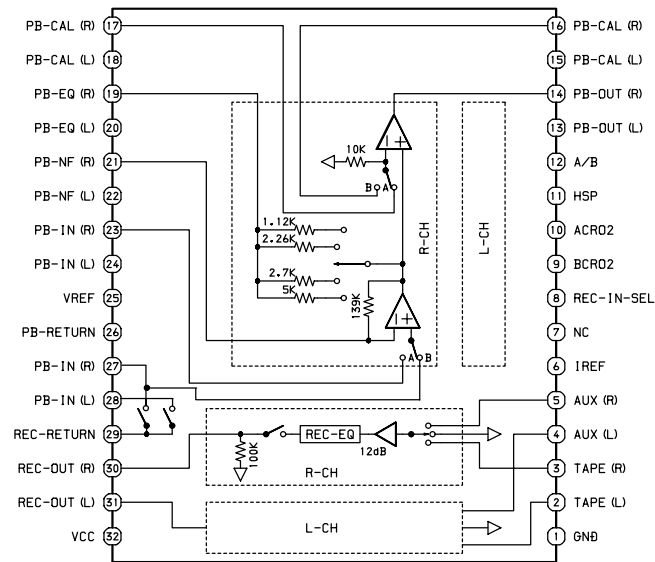 PB-CAL (R) 17
PB-CAL (L) 18
PB-EQ (R) 19
PB-EQ (L) 20
PB-NF (R) 21
PB-NF (L) 22
PB-IN (R) 23
PB-IN (L) 24
VREF 25
PB-RETURN 26
PB-IN (R) 27
PB-IN (L) 28
REC-RETURN 29
REC-OUT (R) 30
REC-OUT (L) 31
VCC 32
16 PB-CAL (R)
15 PB-CAL (L)
14 PB-OUT (R)
13 PB-OUT (L)
12 A/B
11 HSP
10 ACRO2
9 BCRO2
8 REC-IN-SEL
7 NC
6 IREF
5 AUX (R)
4 AUX (L)
3 TAPE (R)
2 TAPE (L)
1 GND
- +
10K
B A
1.12K
2.26K
2.7K
5K
139K
- +
A B
R-CH
L-CH
100K
REC-EQ
12dB
R-CH
L-CH